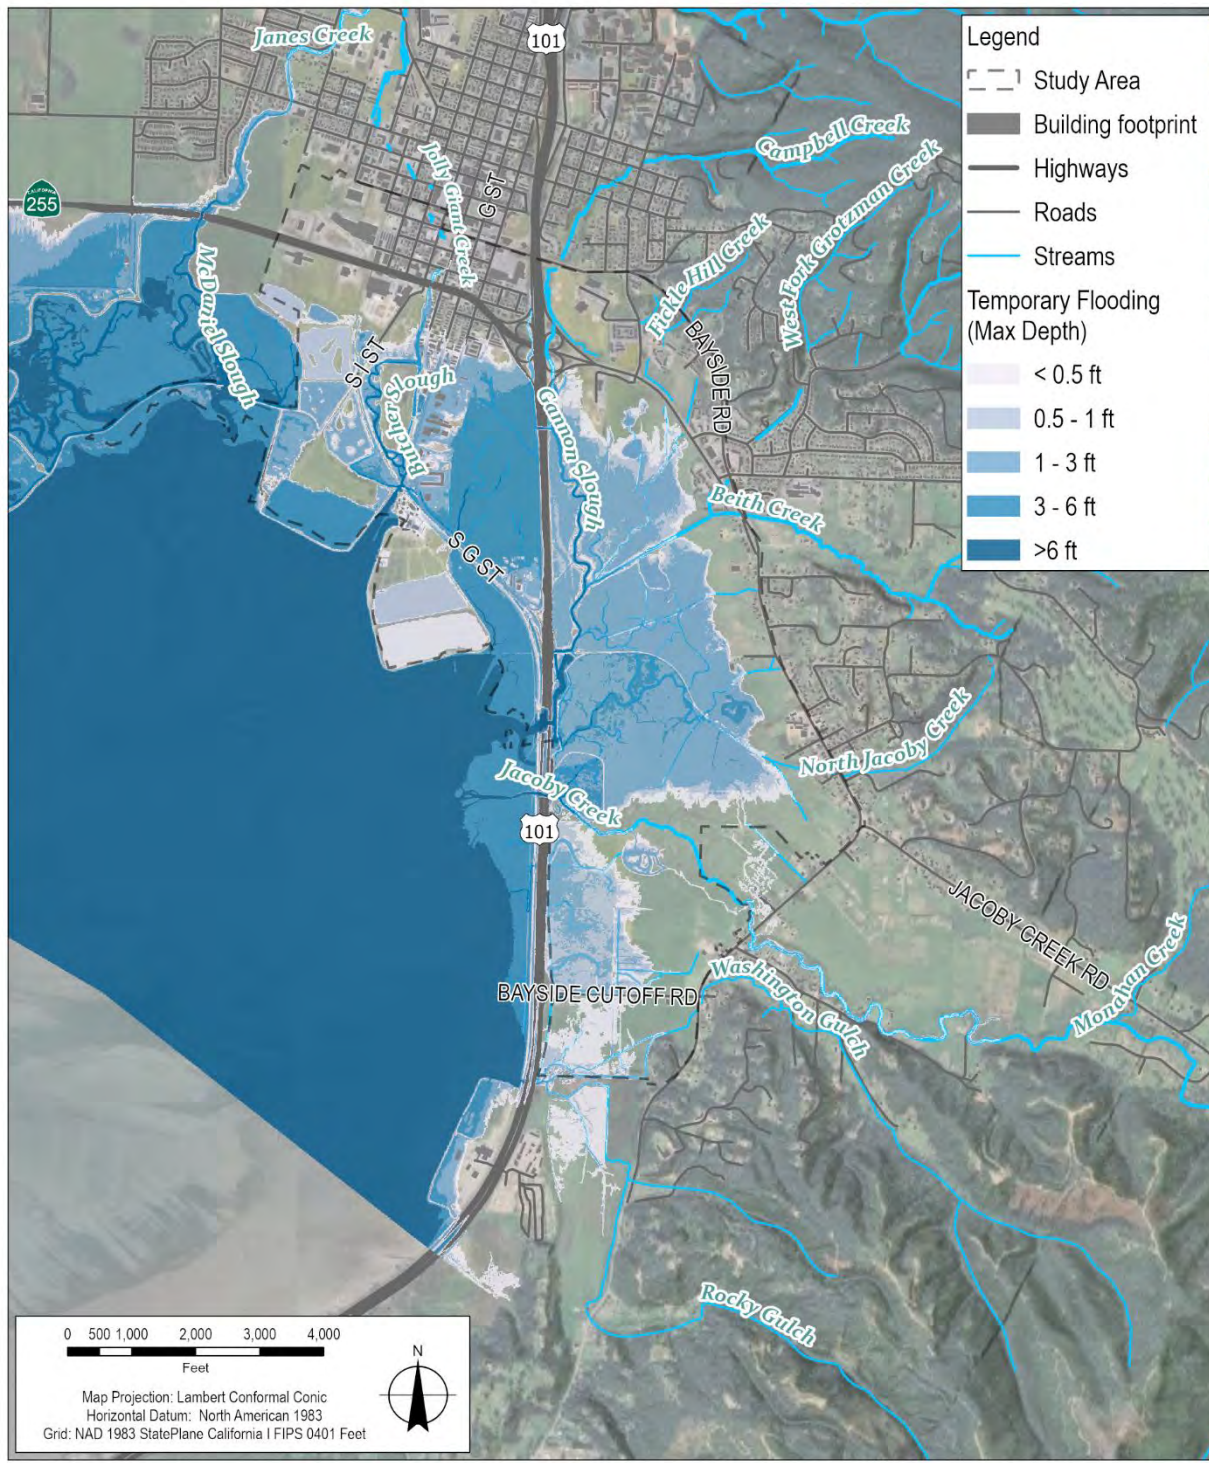 Janes Creek
101
Legend
Study Area
Building footprint
Highways
Roads
Streams
Temporary Flooding
(Max Depth)
< 0.5 ft
0.5 - 1 ft
1 - 3 ft
3 - 6 ft
>6 ft
Campbell Creek
Jolly Giant Creek
G ST
West Fork Grotzman Creek
CALIFORNIA
255
Fickle Hill Creek
McDaniel Slough
S I ST
BAYSIDE RD
Butchers Slough
Gannon Slough
Beith Creek
S G ST
North Jacoby Creek
Jacoby Creek
101
JACOBY CREEK RD
Monahan Creek
Washington Gulch
BAYSIDE CUTOFF RD
Rocky Gulch
0 500 1,000 2,000 3,000 4,000
Feet
N
Map Projection: Lambert Conformal Conic
Horizontal Datum: North American 1983
Grid: NAD 1983 StatePlane California I FIPS 0401 Feet